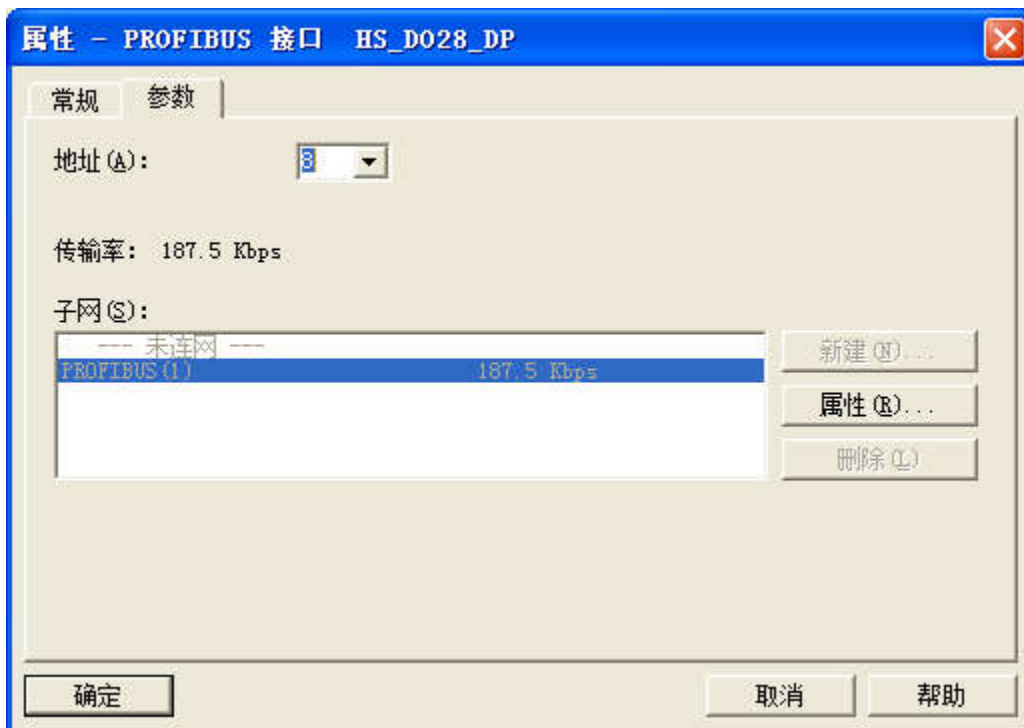 属性 - PROFIBUS 接口 HS_DO28_DP
常规 参数
地址(A): 3
传输率: 187.5 Kbps
子网(S):
--- 未连网 ---
PROFIBUS(1) 187.5 Kbps
新建(N)...
属性(R)...
删除(L)
确定 取消 帮助